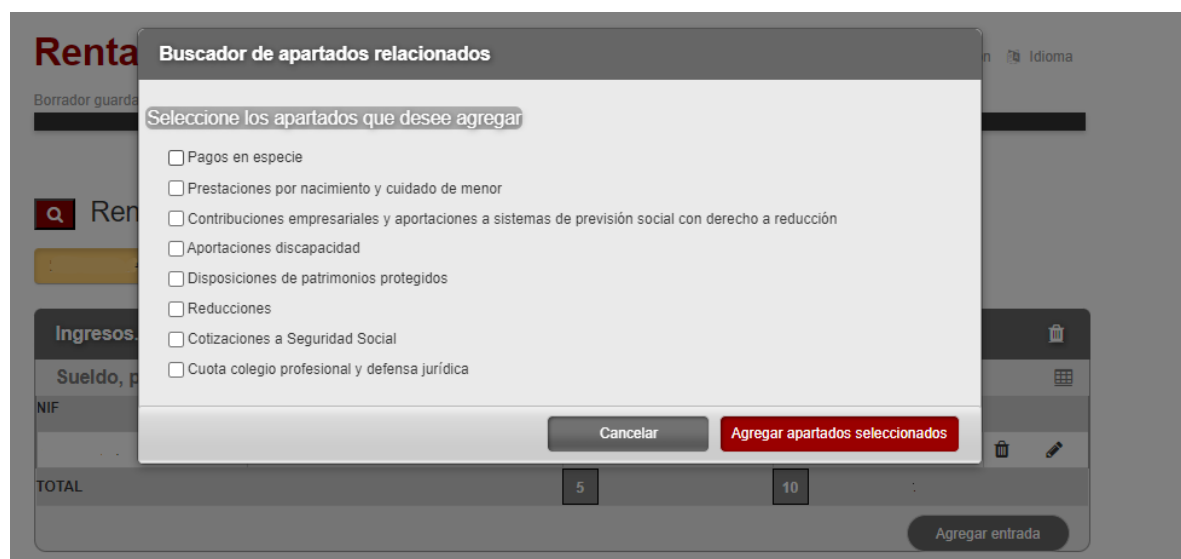 Renta
n Idioma
Borrador guarda
Buscador de apartados relacionados
Seleccione los apartados que desee agregar
Pagos en especie
Prestaciones por nacimiento y cuidado de menor
Contribuciones empresariales y aportaciones a sistemas de previsión social con derecho a reducción
Aportaciones discapacidad
Disposiciones de patrimonios protegidos
Reducciones
Cotizaciones a Seguridad Social
Cuota colegio profesional y defensa jurídica
Cancelar Agregar apartados seleccionados
Ren
Ingresos.
Sueldo, p
NIF
TOTAL 5 10
Agregar entrada